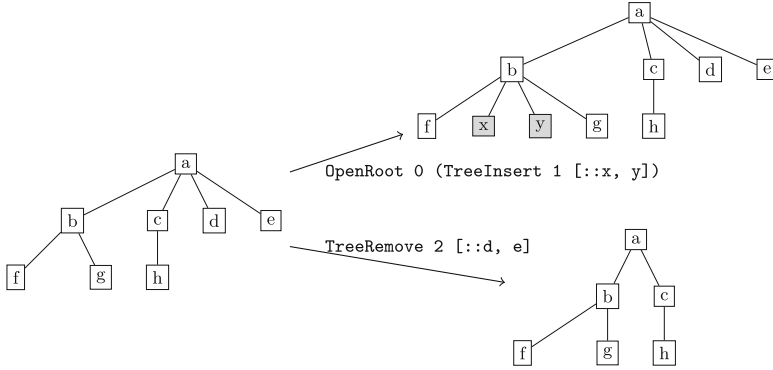 a
b c d e
f x y g h
OpenRoot 0 (TreeInsert 1 [::x, y])
a
b c d e
f g h
TreeRemove 2 [::d, e]
a
b c
f g h